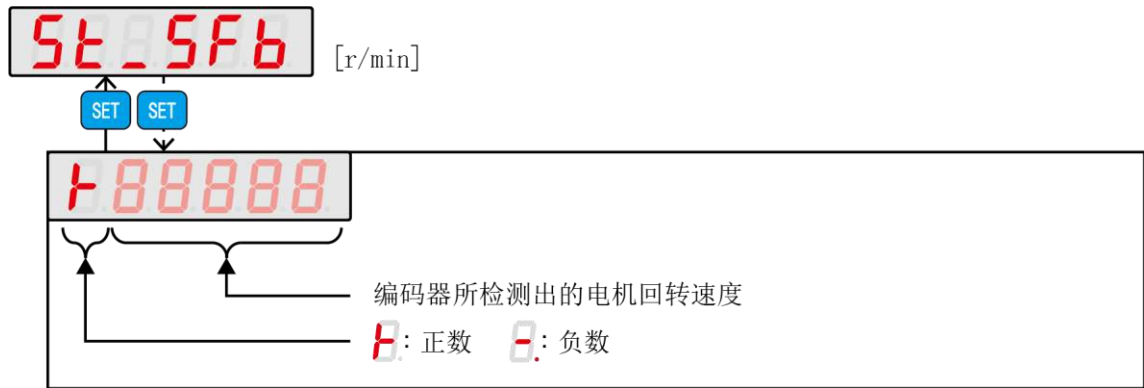 St_SFb [r/min]
SET SET
⊦88888
编码器所检测出的电机回转速度
⊦:正数 -.:负数